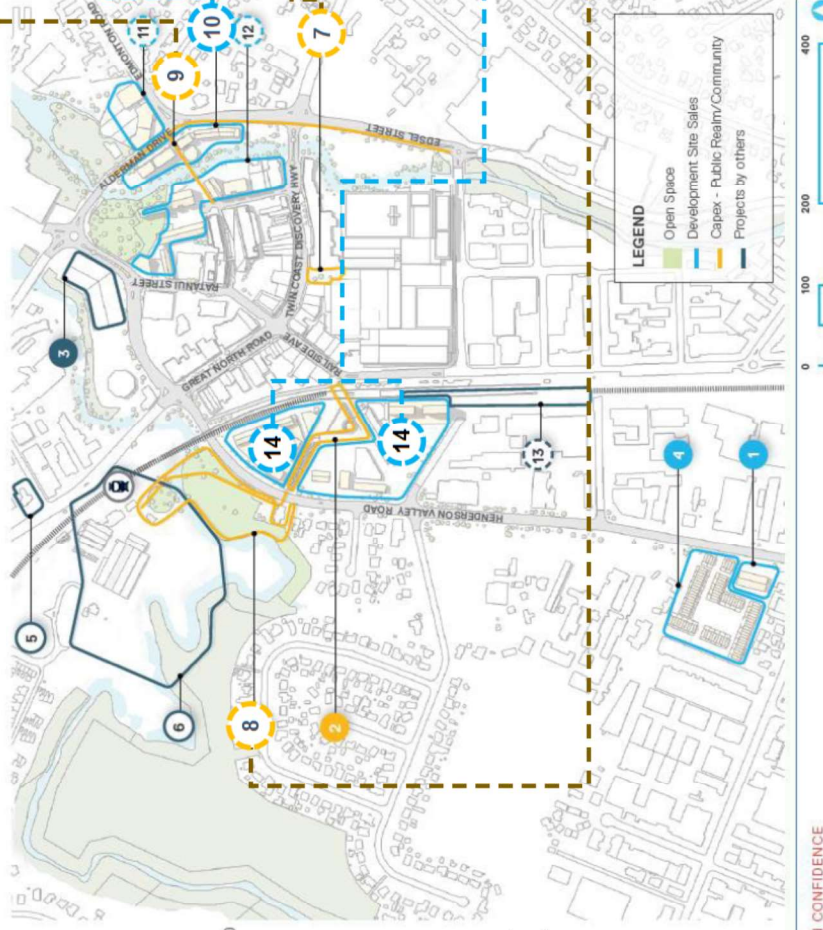 EDMONTON ROAD
11
10
12
7
9
ALDERMAN DRIVE
EDSEL STREET
TWIN COAST DISCOVERY HWY
RATANUI STREET
3
GREAT NORTH ROAD
RAILSIDE AVE
14
14
13
5
6
8
2
HENDERSON VALLEY ROAD
4
1
LEGEND
Open Space
Development Site Sales
Capex - Public Realm/Community
Projects by others
0
100
200
400
CONFIDENCE